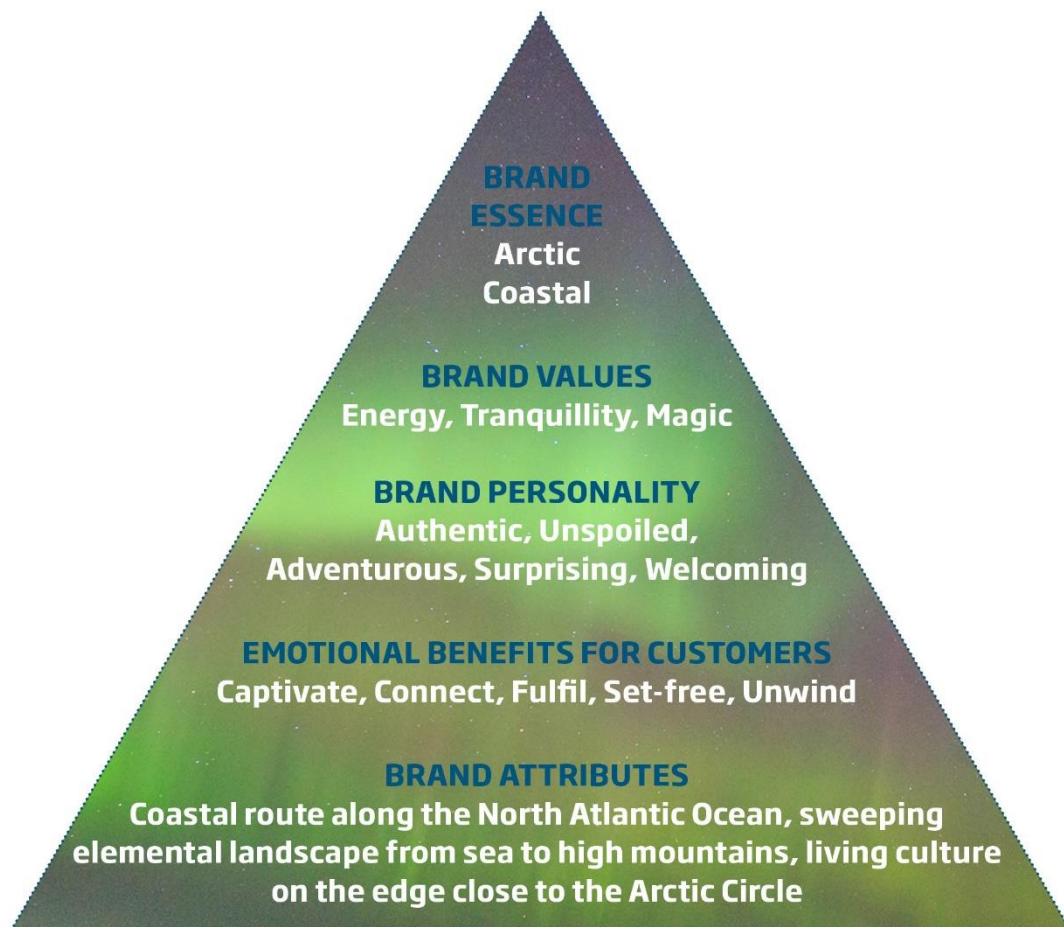 BRAND
ESSENCE
Arctic
Coastal
BRAND VALUES
Energy, Tranquillity, Magic
BRAND PERSONALITY
Authentic, Unspoiled,
Adventurous, Surprising, Welcoming
EMOTIONAL BENEFITS FOR CUSTOMERS
Captivate, Connect, Fulfil, Set-free, Unwind
BRAND ATTRIBUTES
Coastal route along the North Atlantic Ocean, sweeping
elemental landscape from sea to high mountains, living culture
on the edge close to the Arctic Circle